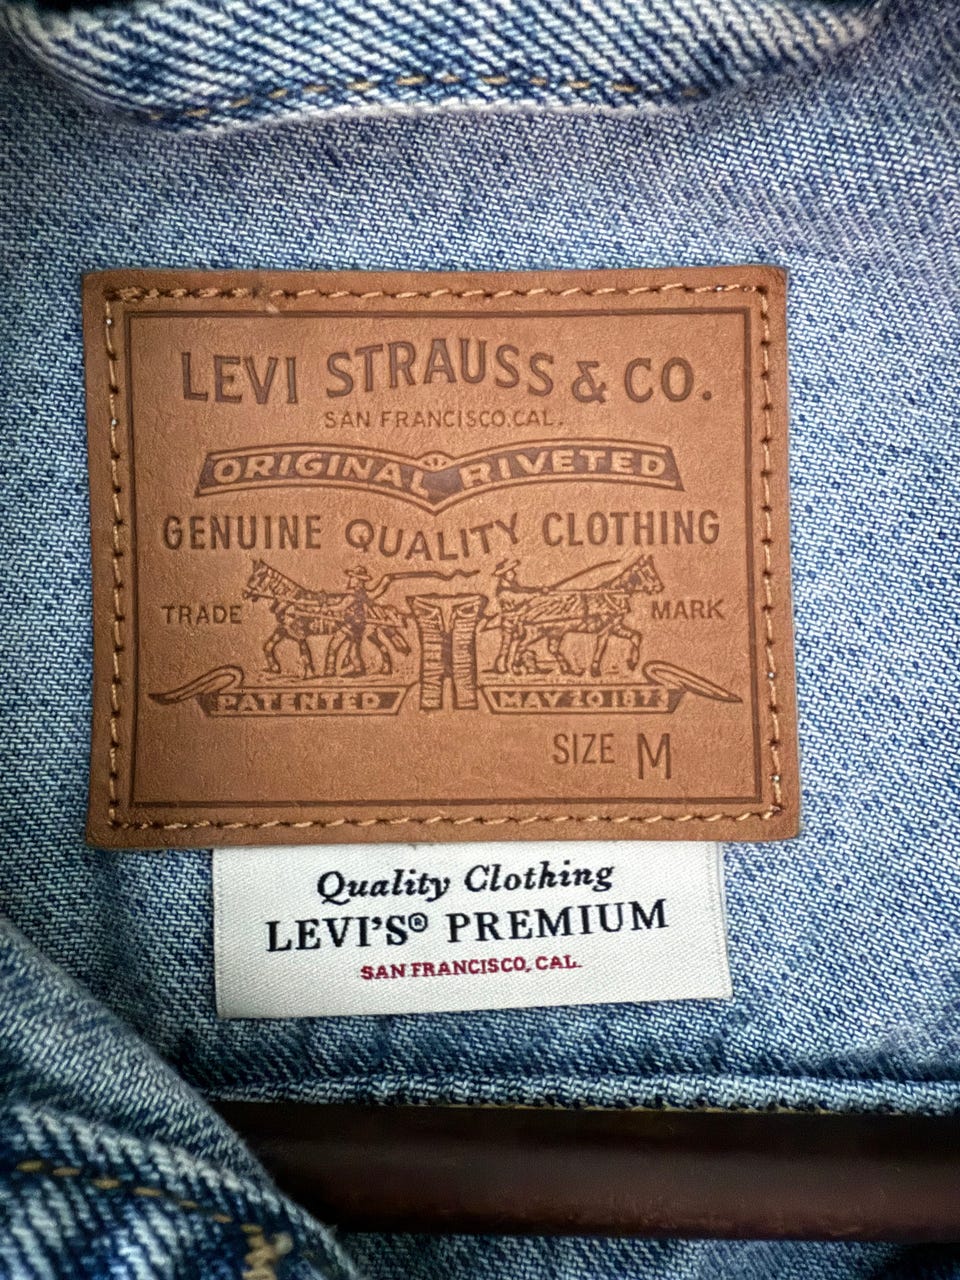 LEVI STRAUSS & CO.
SAN FRANCISCO, CAL.
ORIGINAL RIVETED
GENUINE QUALITY CLOTHING
TRADE MARK
PATENTED MAY 20 1873
SIZE M
Quality Clothing
LEVI'S® PREMIUM
SAN FRANCISCO, CAL.